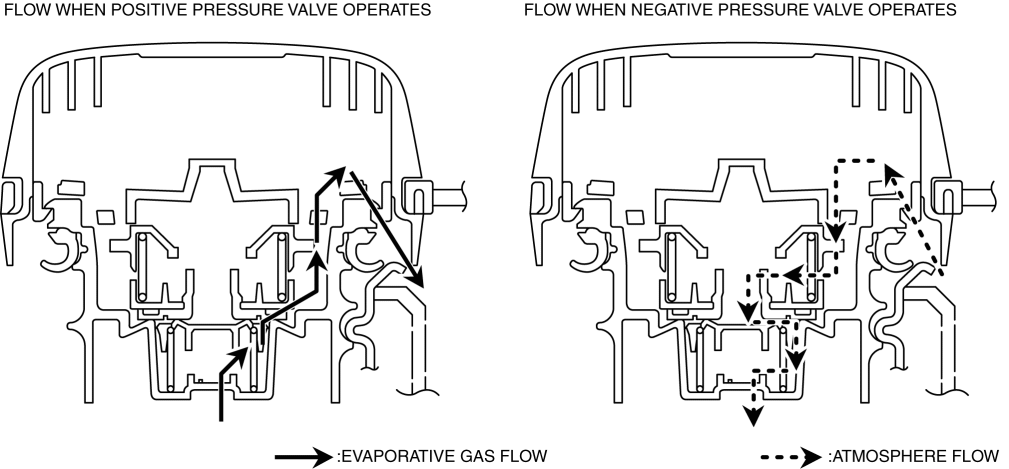 FLOW WHEN POSITIVE PRESSURE VALVE OPERATES
FLOW WHEN NEGATIVE PRESSURE VALVE OPERATES
:EVAPORATIVE GAS FLOW
:ATMOSPHERE FLOW